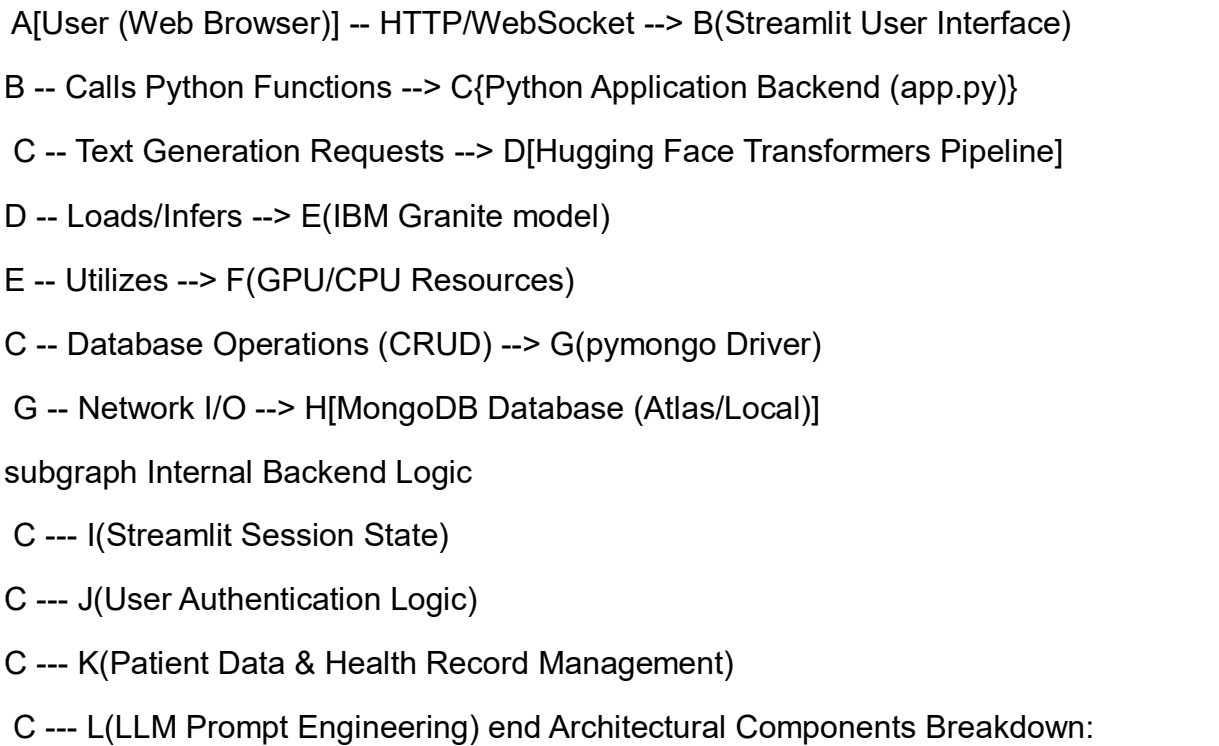 A[User (Web Browser)] -- HTTP/WebSocket --> B(Streamlit User Interface)
B -- Calls Python Functions --> C{Python Application Backend (app.py)}
C -- Text Generation Requests --> D[Hugging Face Transformers Pipeline]
D -- Loads/Infers --> E(IBM Granite model)
E -- Utilizes --> F(GPU/CPU Resources)
C -- Database Operations (CRUD) --> G(pymongo Driver)
G -- Network I/O --> H[MongoDB Database (Atlas/Local)]
subgraph Internal Backend Logic
C --- I(Streamlit Session State)
C --- J(User Authentication Logic)
C --- K(Patient Data & Health Record Management)
C --- L(LLM Prompt Engineering) end Architectural Components Breakdown: